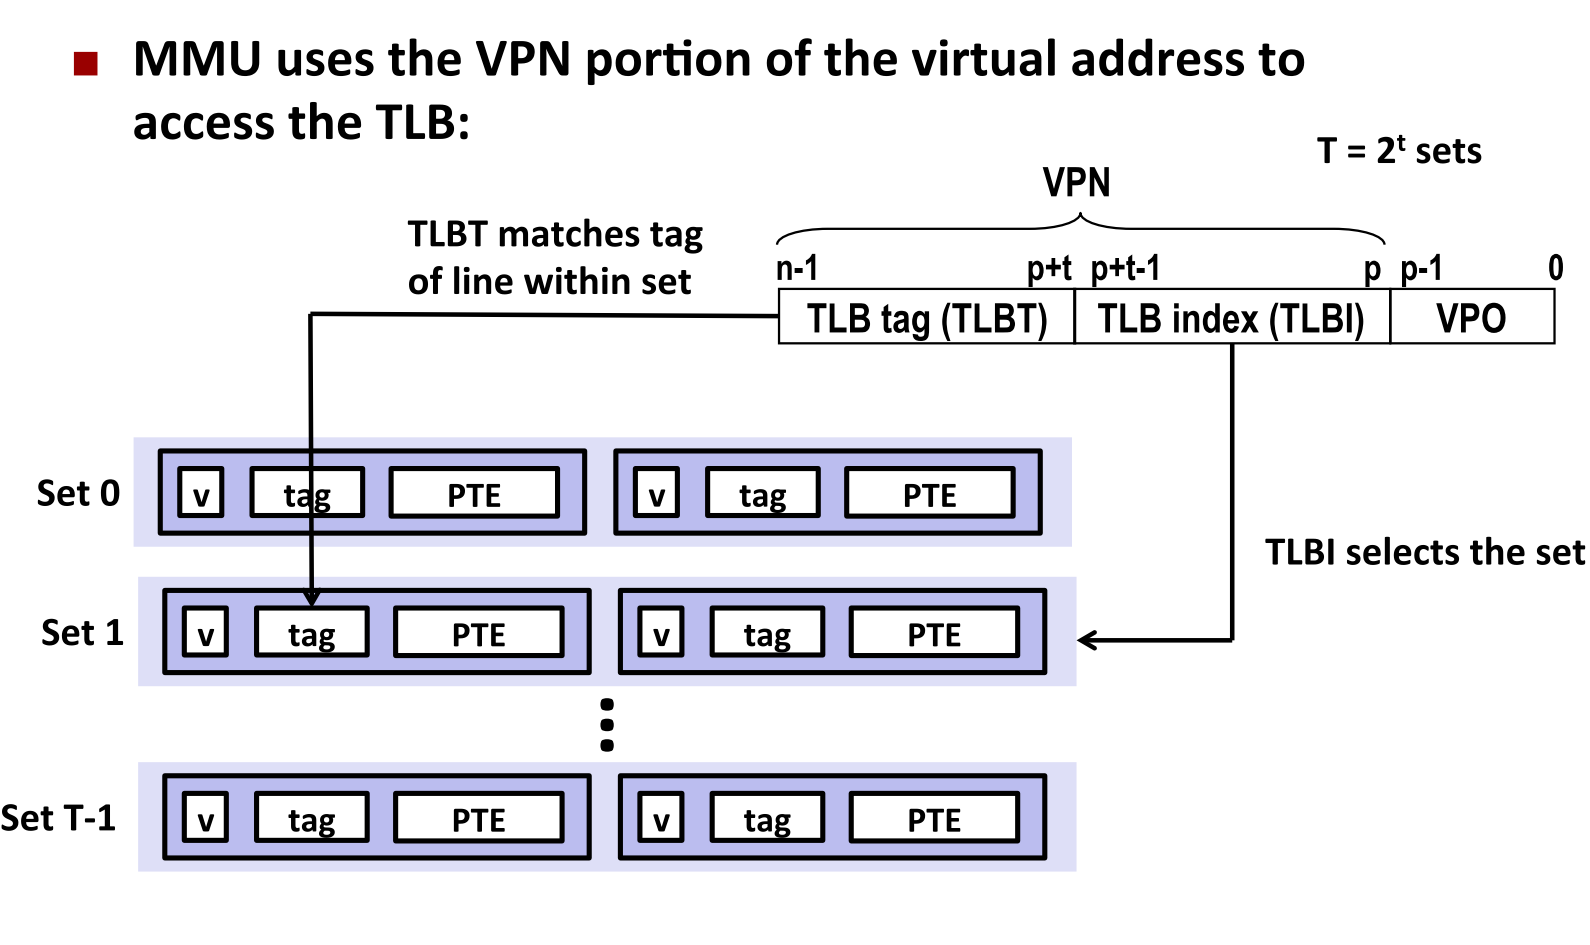 MMU uses the VPN portion of the virtual address to
access the TLB:
T = 2^t sets
VPN
TLBT matches tag
of line within set
n-1 p+t p+t-1 p p-1 0
TLB tag (TLBT) TLB index (TLBI) VPO
Set 0 v tag PTE v tag PTE
TLBI selects the set
Set 1 v tag PTE v tag PTE
Set T-1 v tag PTE v tag PTE